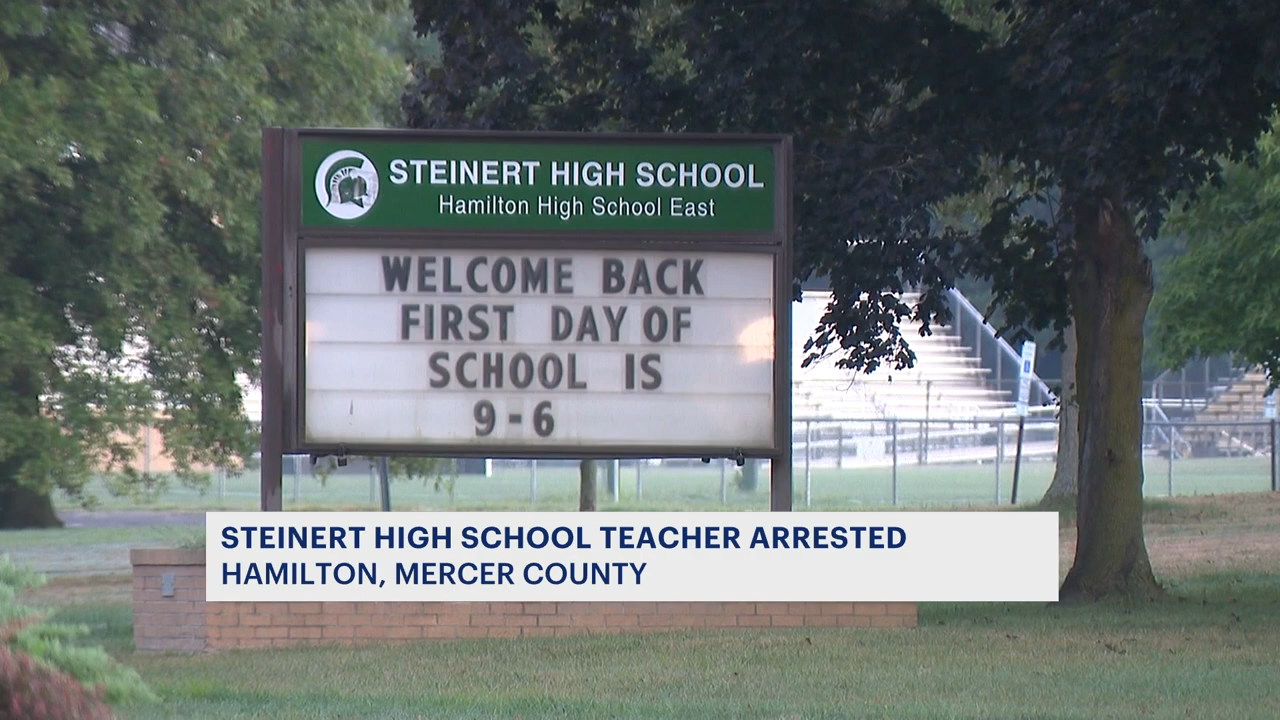 STEINERT HIGH SCHOOL
Hamilton High School East
WELCOME BACK
FIRST DAY OF
SCHOOL IS
9-6
STEINERT HIGH SCHOOL TEACHER ARRESTED
HAMILTON, MERCER COUNTY